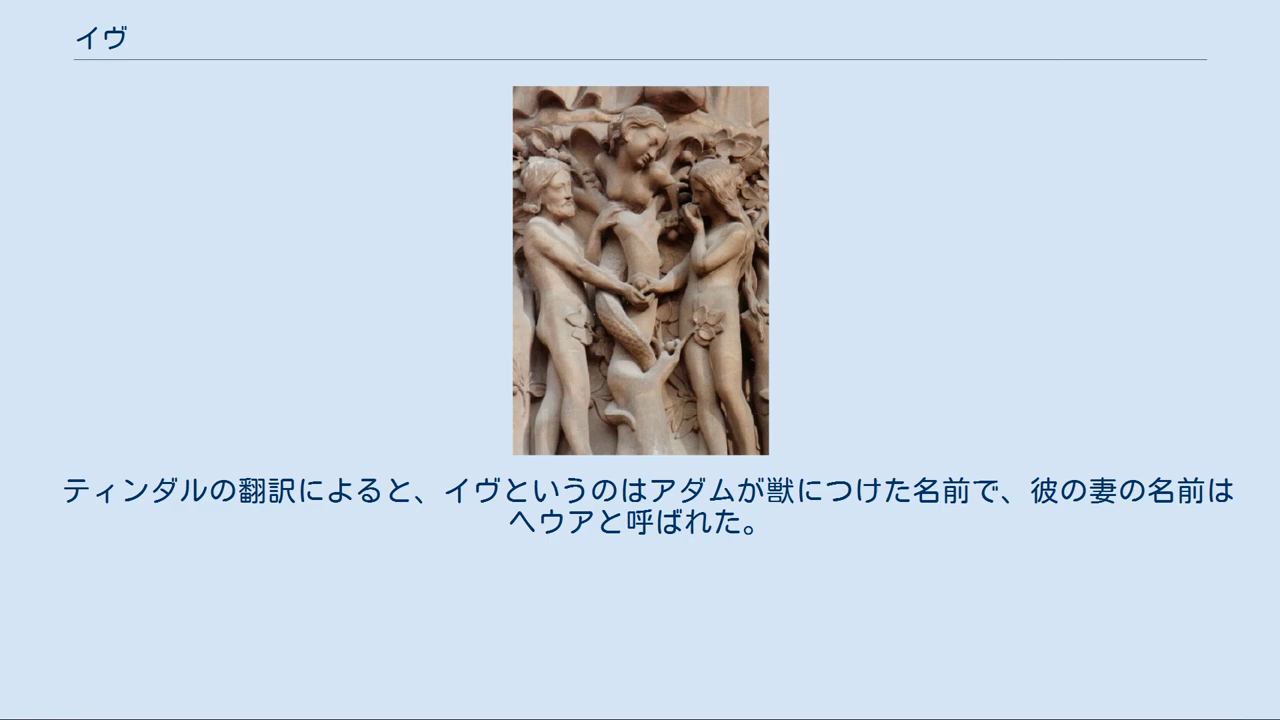 イヴ
ティンダルの翻訳によると、イヴというのはアダムが獣につけた名前で、彼の妻の名前は
ヘウアと呼ばれた。